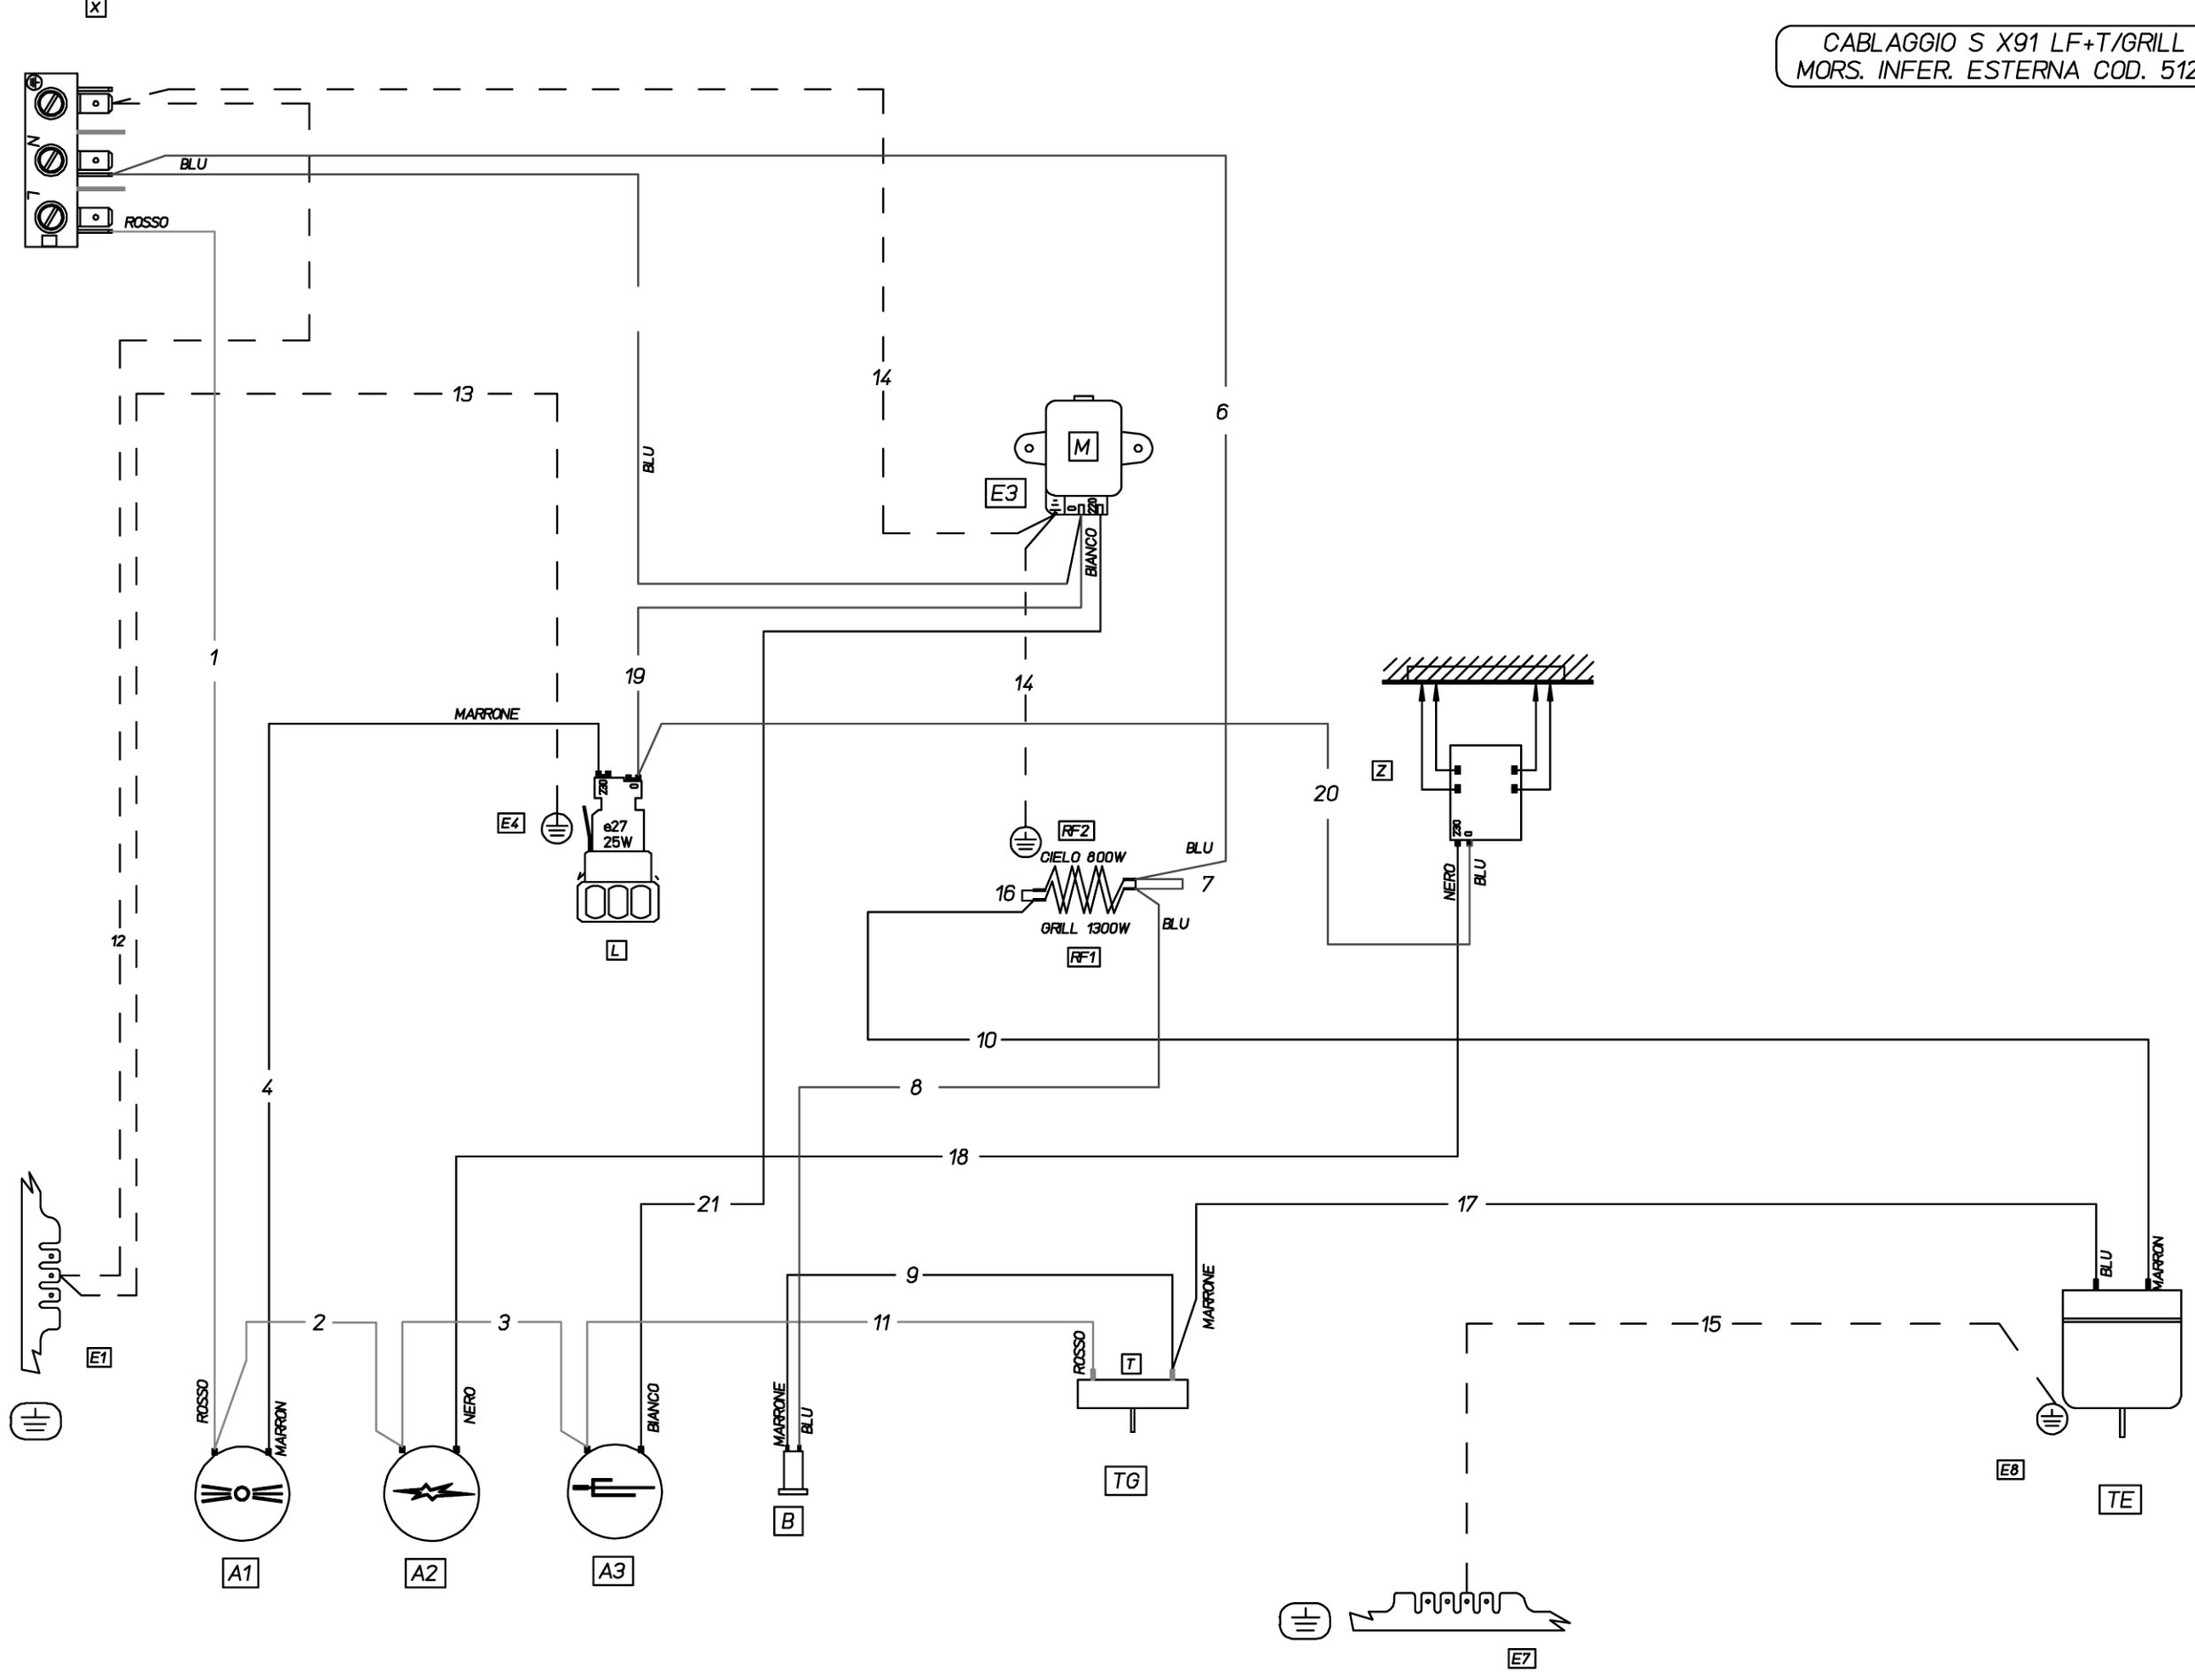 X
CABLAGGIO S X91 LF+T/GRILL
MORS. INFER. ESTERNA COD. 512
N
BLU
L
ROSSO
14
13
6
BLU
M
E3
0
220
BIANCO
1
19
14
MARRONE
20
Z
230
0
E4
e27
25W
RF2
CIELO 800W
BLU
230
0
NERO
BLU
16
7
GRILL 1300W
BLU
RF1
12
L
10
4
8
18
21
17
BLU
MARRON
9
MARRONE
2
3
11
15
ROSSO
T
E1
ROSSO
MARRON
NERO
BIANCO
MARRONE
BLU
TG
E8
TE
B
A1
A2
A3
E7